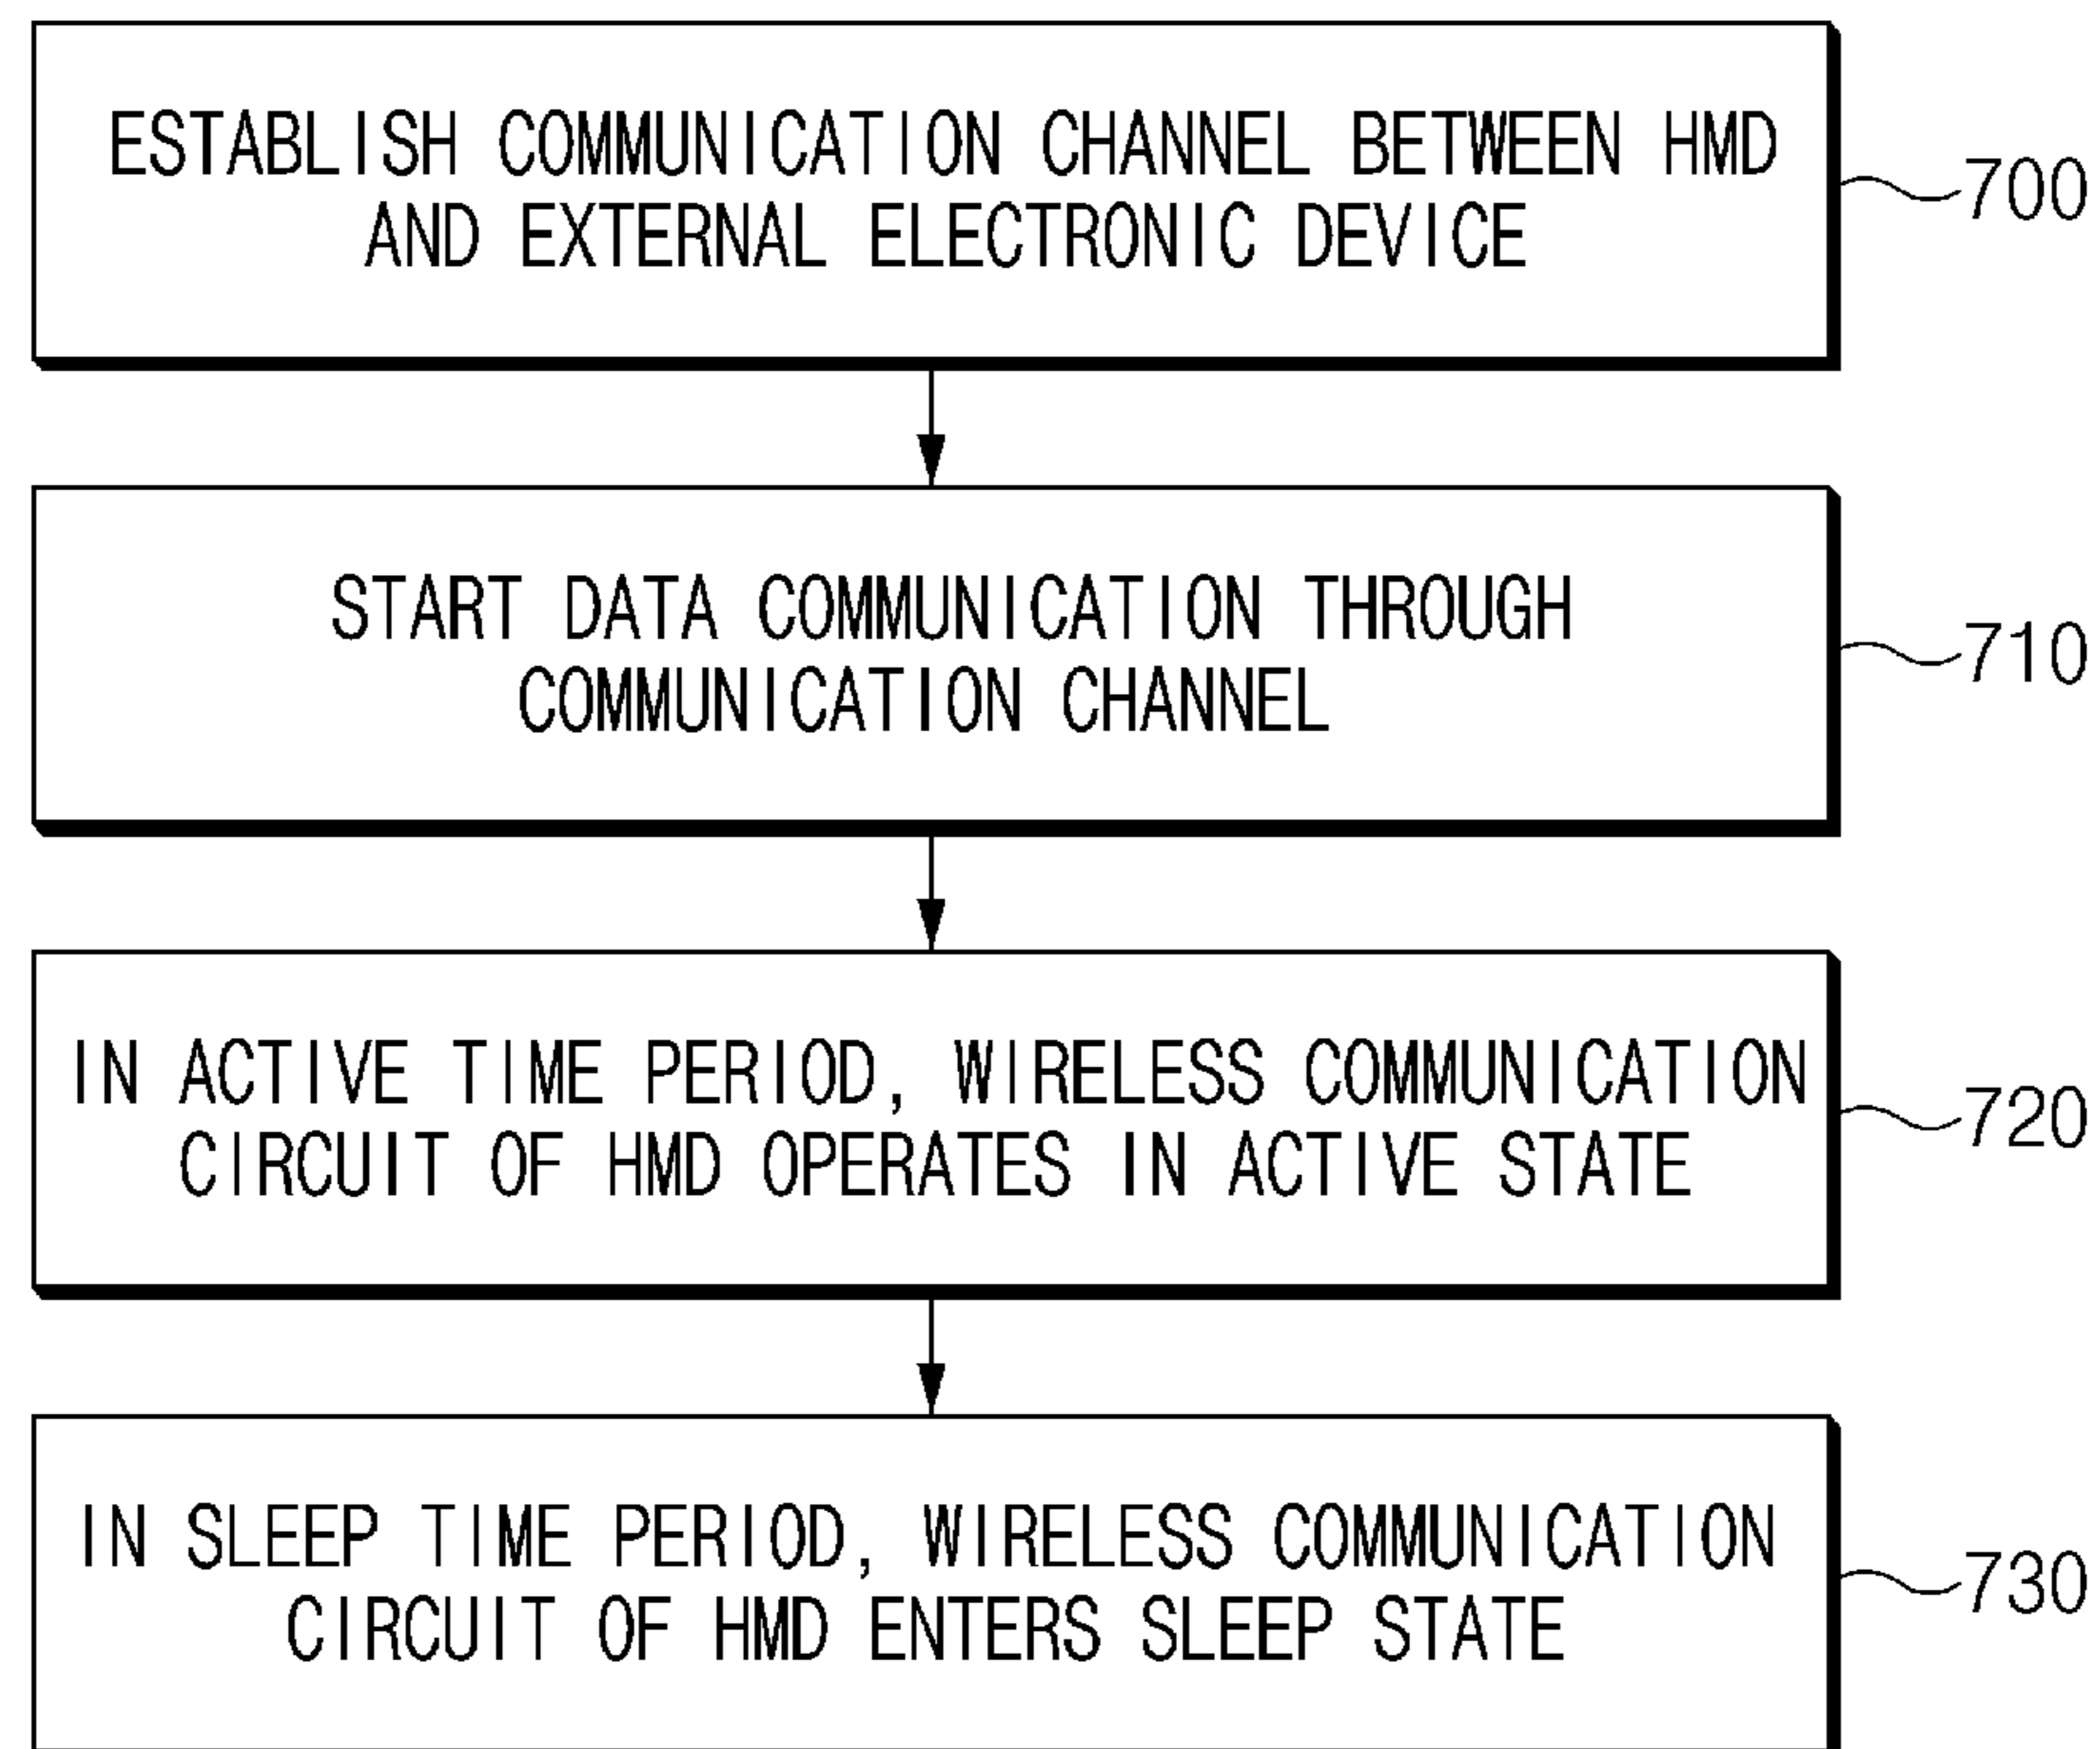 ESTABLISH COMMUNICATION CHANNEL BETWEEN HMD
AND EXTERNAL ELECTRONIC DEVICE
700
START DATA COMMUNICATION THROUGH
COMMUNICATION CHANNEL
710
IN ACTIVE TIME PERIOD, WIRELESS COMMUNICATION
CIRCUIT OF HMD OPERATES IN ACTIVE STATE
720
IN SLEEP TIME PERIOD, WIRELESS COMMUNICATION
CIRCUIT OF HMD ENTERS SLEEP STATE
730